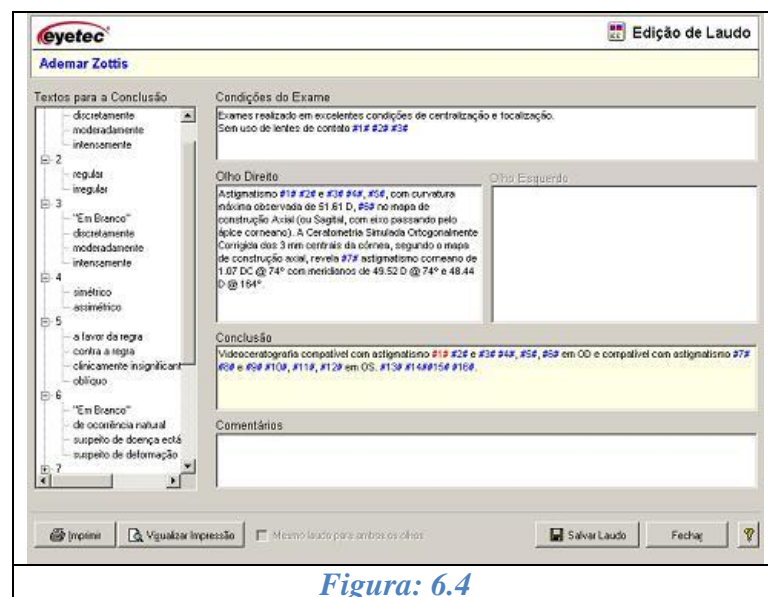 eyetec
Edição de Laudo
Ademar Zottis
Textos para a Conclusão
discretamente
moderadamente
intensamente
2
regular
irregular
3
"Em Branco"
discretamente
moderadamente
intensamente
4
simétrico
assimétrico
5
a favor da regra
contra a regra
clinicamente insignificant
oblíquo
6
"Em Branco"
de ocorrência natural
suspeito de doença ectá
suspeito de deformação
7
Condições do Exame
Exames realizado em excelentes condições de centralização e focalização.
Sem uso de lentes de contato #1# #2# #3#
Olho Direito
Astigmatismo #1# #2# e #3# #4#, #5#, com curvatura
máxima observada de 51.61 D, #6# no mapa de
construção Axial (ou Sagital, com eixo passando pelo
ápice corneano). A Ceratometria Simulada Ortogonalmente
Corrigida dos 3 mm centrais da córnea, segundo o mapa
de construção axial, revela #7# astigmatismo corneano de
1.07 DC @ 74° com meridianos de 49.52 D @ 74° e 48.44
D @ 164°.
Olho Esquerdo
Conclusão
Videoceratografia compatível com astigmatismo #1# #2# e #3# #4#, #5#, #6# em OD e compatível com astigmatismo #7#
#8# e #9# #10#, #11#, #12# em OS. #13# #14##15# #16#.
Comentários
Imprimir
Visualizar Impressão
Mesmo laudo para ambos os olhos
Salvar Laudo
Fechar
?
Figura: 6.4